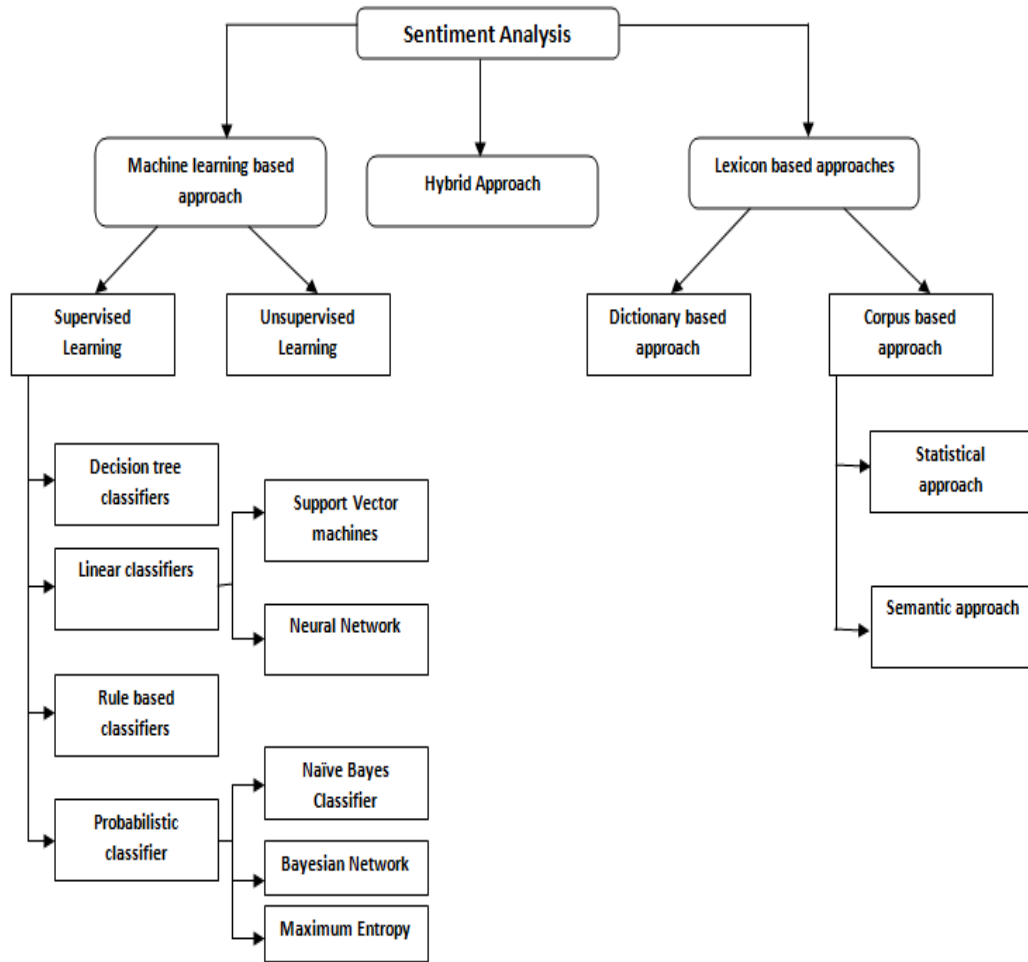 Sentiment Analysis
Machine learning based
approach
Hybrid Approach
Lexicon based approaches
Supervised
Learning
Unsupervised
Learning
Dictionary based
approach
Corpus based
approach
Decision tree
classifiers
Linear classifiers
Support Vector
machines
Neural Network
Rule based
classifiers
Probabilistic
classifier
Naïve Bayes
Classifier
Bayesian Network
Maximum Entropy
Statistical
approach
Semantic approach